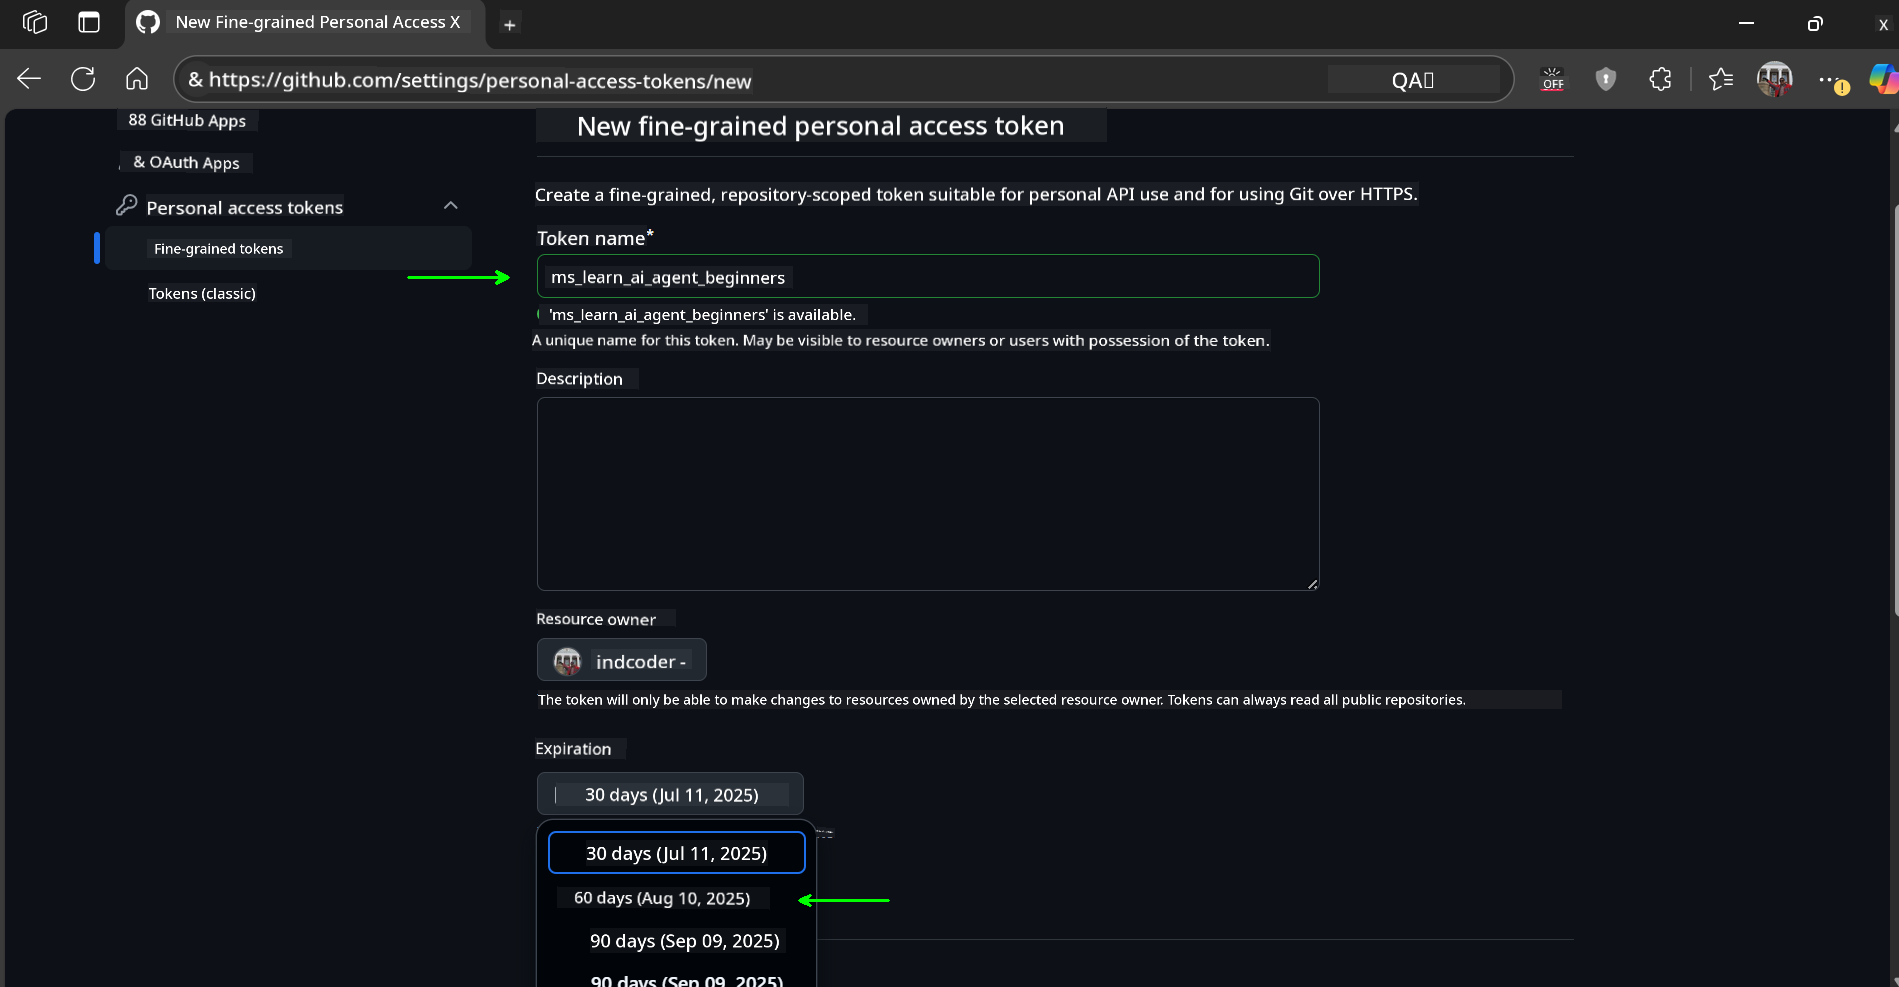 New Fine-grained Personal Access X
+
X
& https://github.com/settings/personal-access-tokens/new
QA
OFF
88 GitHub Apps
& OAuth Apps
Personal access tokens
Fine-grained tokens
Tokens (classic)
New fine-grained personal access token
Create a fine-grained, repository-scoped token suitable for personal API use and for using Git over HTTPS.
Token name*
ms_learn_ai_agent_beginners
'ms_learn_ai_agent_beginners' is available.
A unique name for this token. May be visible to resource owners or users with possession of the token.
Description
Resource owner
indcoder -
The token will only be able to make changes to resources owned by the selected resource owner. Tokens can always read all public repositories.
Expiration
30 days (Jul 11, 2025)
30 days (Jul 11, 2025)
60 days (Aug 10, 2025)
90 days (Sep 09, 2025)
90 days (Sep 09, 2025)